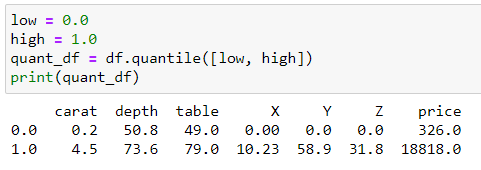 low = 0.0
high = 1.0
quant_df = df.quantile([low, high])
print(quant_df)
carat depth table X Y Z price
0.0 0.2 50.8 49.0 0.00 0.0 0.0 326.0
1.0 4.5 73.6 79.0 10.23 58.9 31.8 18818.0